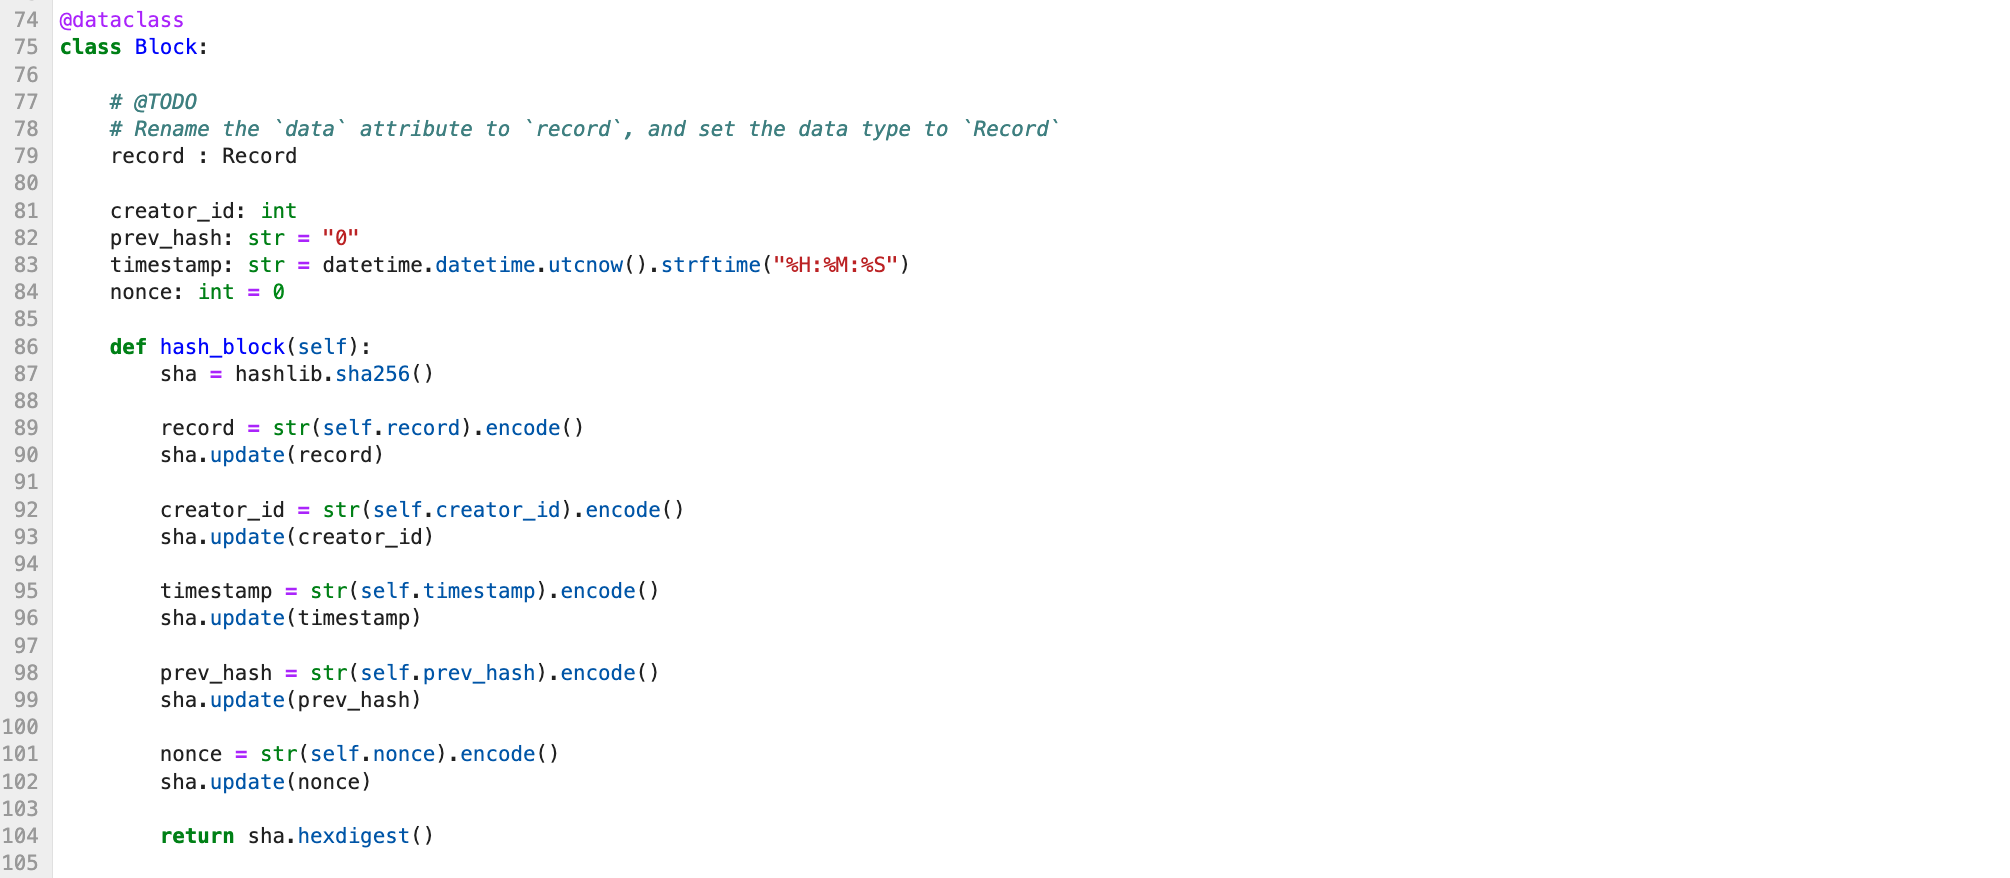 74 @dataclass
75 class Block:
76
77     # @TODO
78     # Rename the `data` attribute to `record`, and set the data type to `Record`
79     record : Record
80
81     creator_id: int
82     prev_hash: str = "0"
83     timestamp: str = datetime.datetime.utcnow().strftime("%H:%M:%S")
84     nonce: int = 0
85
86     def hash_block(self):
87         sha = hashlib.sha256()
88
89         record = str(self.record).encode()
90         sha.update(record)
91
92         creator_id = str(self.creator_id).encode()
93         sha.update(creator_id)
94
95         timestamp = str(self.timestamp).encode()
96         sha.update(timestamp)
97
98         prev_hash = str(self.prev_hash).encode()
99         sha.update(prev_hash)
100
101         nonce = str(self.nonce).encode()
102         sha.update(nonce)
103
104         return sha.hexdigest()
105